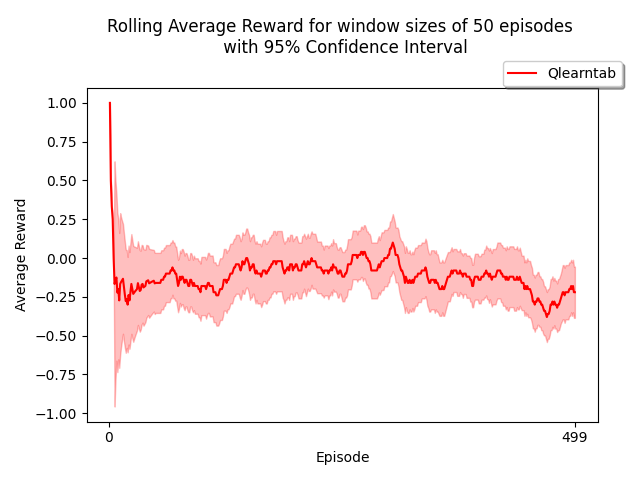 Rolling Average Reward for window sizes of 50 episodes
with 95% Confidence Interval
Qlearntab
1.00
0.75
0.50
0.25
0.00
−0.25
−0.50
−0.75
−1.00
Average Reward
0
499
Episode